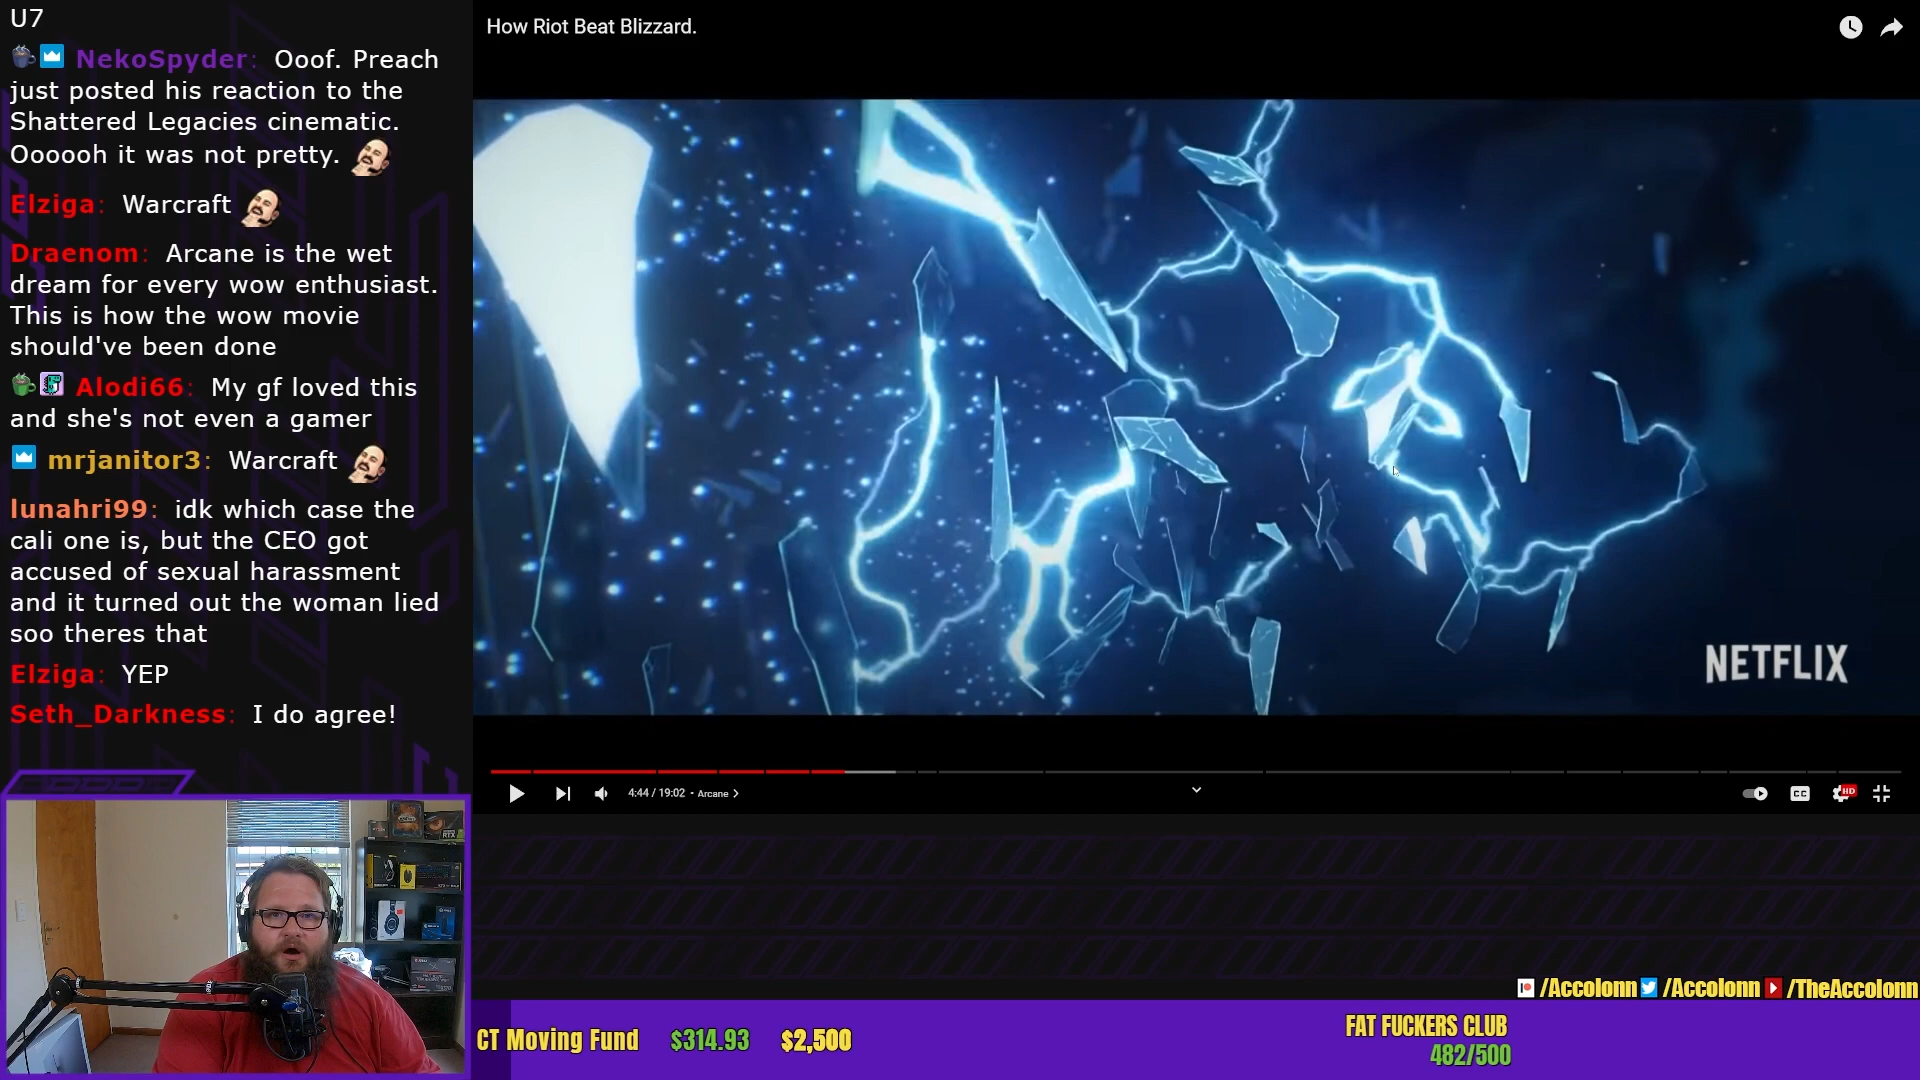 U7
NekoSpyder: Ooof. Preach
just posted his reaction to the
Shattered Legacies cinematic.
Oooooh it was not pretty.
Elziga: Warcraft
Draenom: Arcane is the wet
dream for every wow enthusiast.
This is how the wow movie
should've been done
Alodi66: My gf loved this
and she's not even a gamer
mrjanitor3: Warcraft
lunahri99: idk which case the
cali one is, but the CEO got
accused of sexual harassment
and it turned out the woman lied
soo theres that
Elziga: YEP
Seth_Darkness: I do agree!
How Riot Beat Blizzard.
NETFLIX
4:44 / 19:02 • Arcane
CC
HD
/Accolonn /Accolonn /TheAccolonn
CT Moving Fund $314.93 $2,500
FAT FUCKERS CLUB
482/500